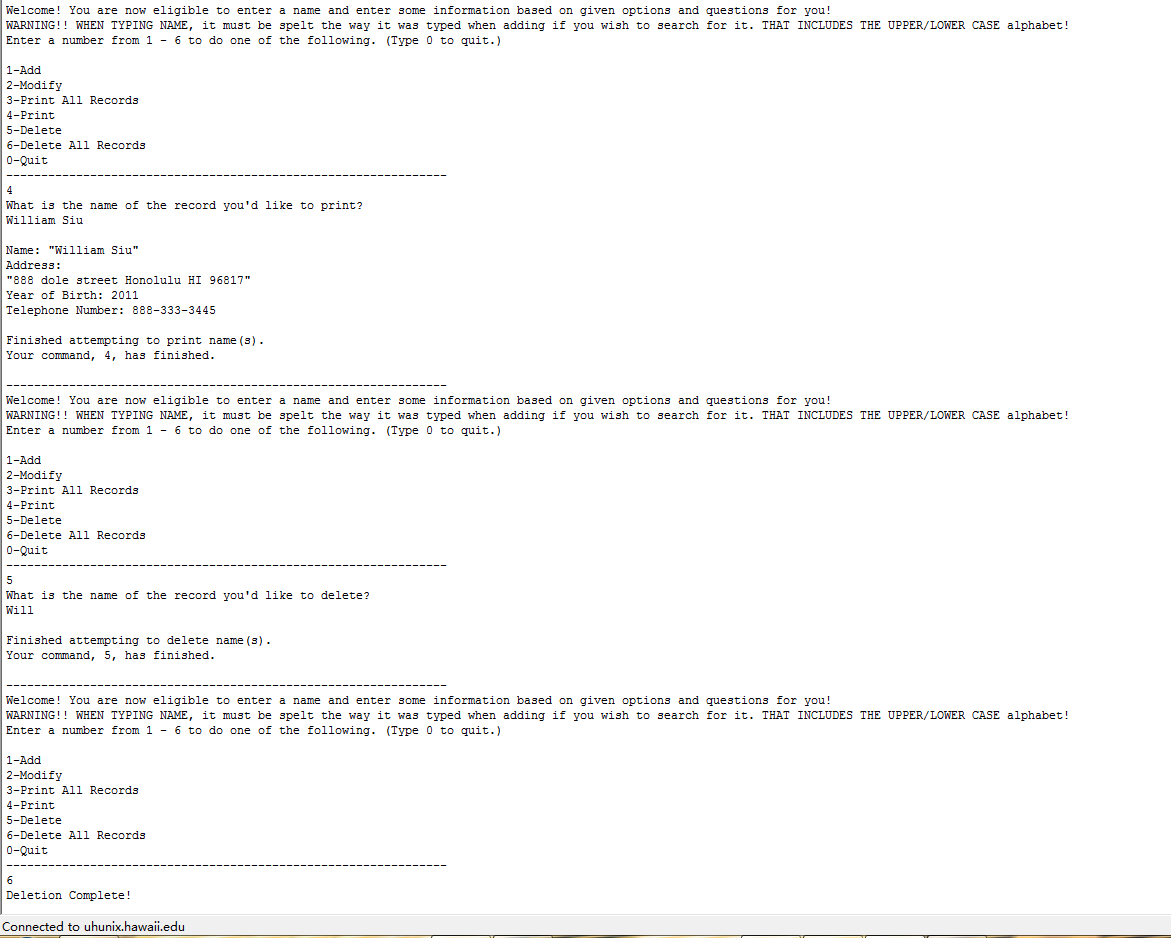 Welcome! You are now eligible to enter a name and enter some information based on given options and questions for you!
WARNING!! WHEN TYPING NAME, it must be spelt the way it was typed when adding if you wish to search for it. THAT INCLUDES THE UPPER/LOWER CASE alphabet!
Enter a number from 1 - 6 to do one of the following. (Type 0 to quit.)

1-Add
2-Modify
3-Print All Records
4-Print
5-Delete
6-Delete All Records
0-Quit
---------------------------------------------------------------
4
What is the name of the record you'd like to print?
William Siu

Name: "William Siu"
Address:
"888 dole street Honolulu HI 96817"
Year of Birth: 2011
Telephone Number: 888-333-3445

Finished attempting to print name(s).
Your command, 4, has finished.

---------------------------------------------------------------
Welcome! You are now eligible to enter a name and enter some information based on given options and questions for you!
WARNING!! WHEN TYPING NAME, it must be spelt the way it was typed when adding if you wish to search for it. THAT INCLUDES THE UPPER/LOWER CASE alphabet!
Enter a number from 1 - 6 to do one of the following. (Type 0 to quit.)

1-Add
2-Modify
3-Print All Records
4-Print
5-Delete
6-Delete All Records
0-Quit
---------------------------------------------------------------
5
What is the name of the record you'd like to delete?
Will

Finished attempting to delete name(s).
Your command, 5, has finished.

---------------------------------------------------------------
Welcome! You are now eligible to enter a name and enter some information based on given options and questions for you!
WARNING!! WHEN TYPING NAME, it must be spelt the way it was typed when adding if you wish to search for it. THAT INCLUDES THE UPPER/LOWER CASE alphabet!
Enter a number from 1 - 6 to do one of the following. (Type 0 to quit.)

1-Add
2-Modify
3-Print All Records
4-Print
5-Delete
6-Delete All Records
0-Quit
---------------------------------------------------------------
6
Deletion Complete!

Connected to uhunix.hawaii.edu